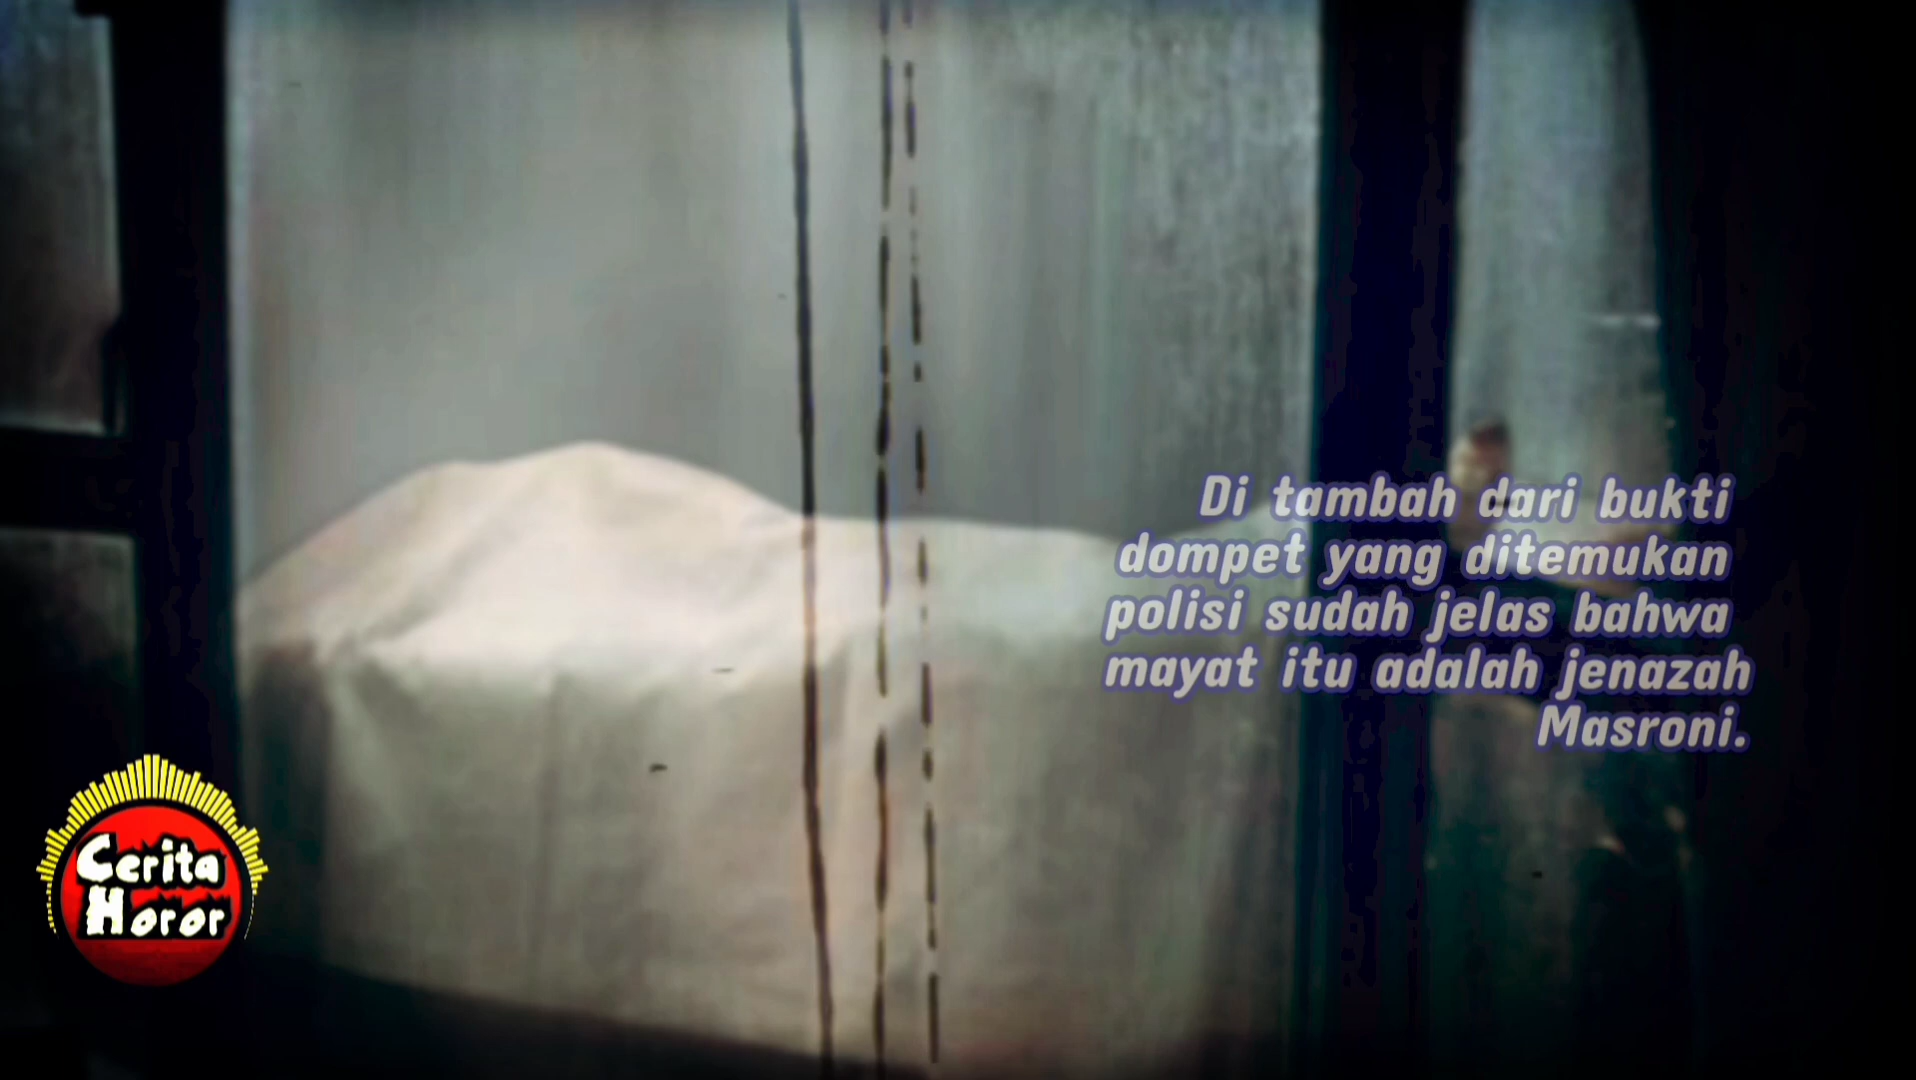 Di tambah dari bukti
dompet yang ditemukan
polisi sudah jelas bahwa
mayat itu adalah jenazah
Masroni.
Cerita
Horor